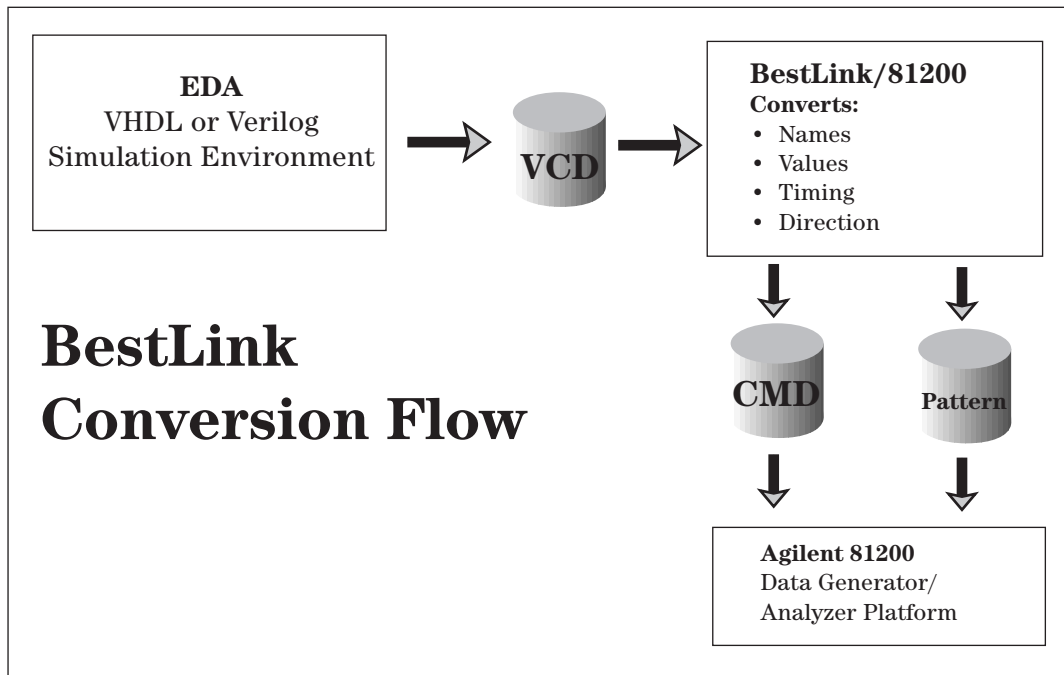 EDA
VHDL or Verilog
Simulation Environment
VCD
BestLink/81200
Converts:
• Names
• Values
• Timing
• Direction
BestLink
Conversion Flow
CMD
Pattern
Agilent 81200
Data Generator/
Analyzer Platform